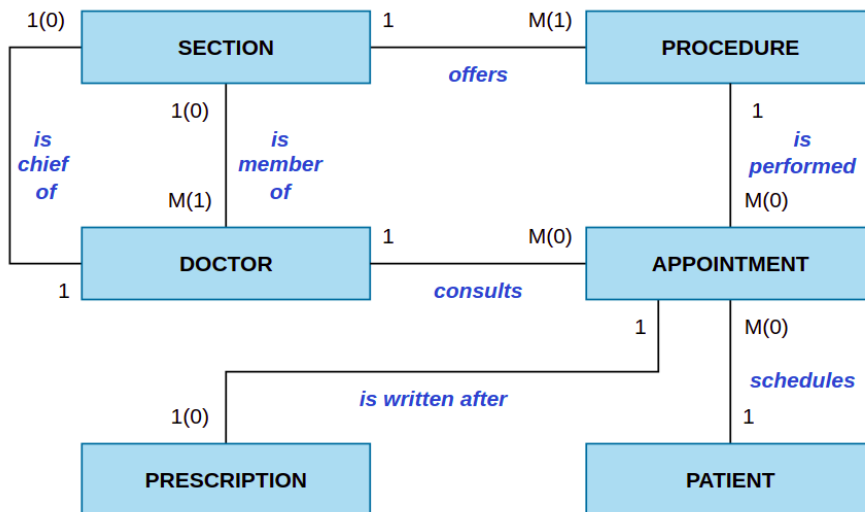 1(0)
SECTION
1
M(1)
PROCEDURE
offers
1(0)
1
is
chief
of
is
member
of
is
performed
M(1)
M(0)
DOCTOR
1
M(0)
APPOINTMENT
1
consults
1
M(0)
is written after
schedules
1(0)
1
PRESCRIPTION
PATIENT